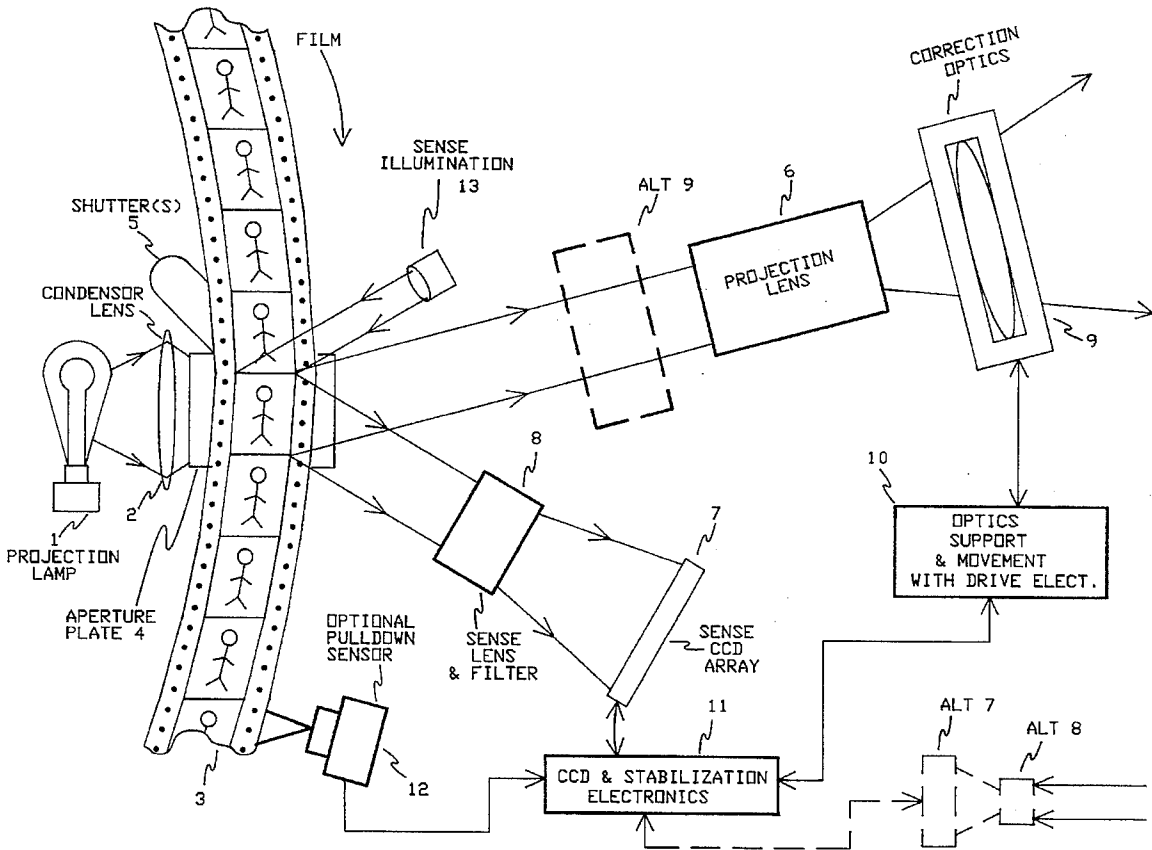 FILM
CORRECTION
OPTICS
SENSE
ILLUMINATION
13
ALT 9
6
SHUTTER(S)
5
CONDENSOR
LENS
PROJECTION
LENS
9
2
1
PROJECTION
LAMP
8
7
10
OPTICS
SUPPORT
& MOVEMENT
WITH DRIVE ELECT.
APERTURE
PLATE 4
OPTIONAL
PULLDOWN
SENSOR
SENSE
LENS
& FILTER
SENSE
CCD
ARRAY
11
ALT 7
ALT 8
3
12
CCD & STABILIZATION
ELECTRONICS